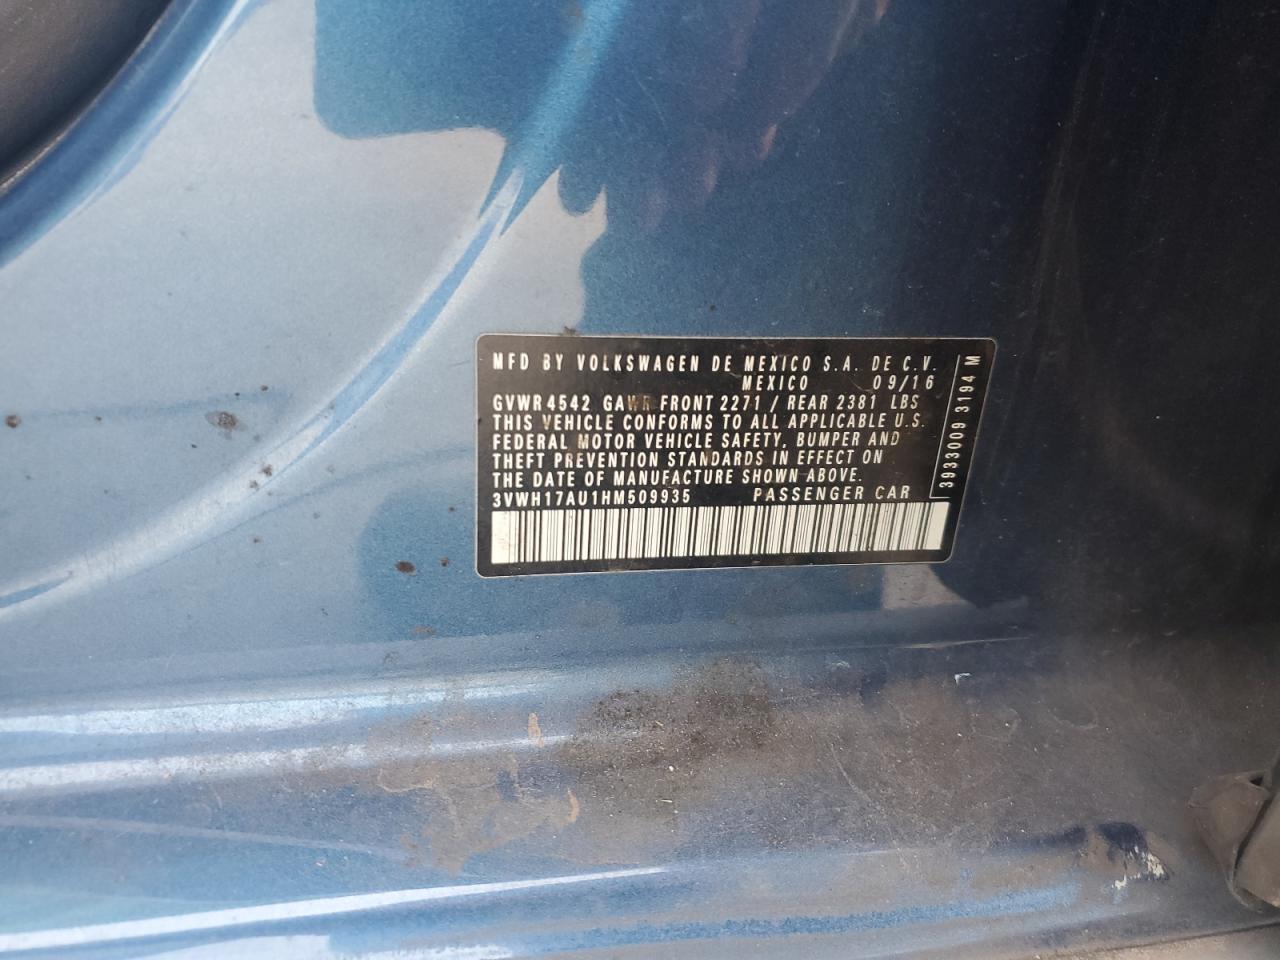 MFD BY VOLKSWAGEN DE MEXICO S.A. DE C.V.
MEXICO 09/16
GVWR 4542 GAWR FRONT 2271 / REAR 2381 LBS
THIS VEHICLE CONFORMS TO ALL APPLICABLE U.S.
FEDERAL MOTOR VEHICLE SAFETY, BUMPER AND
THEFT PREVENTION STANDARDS IN EFFECT ON
THE DATE OF MANUFACTURE SHOWN ABOVE.
3VWH17AU1HM509935 PASSENGER CAR
3933009 3194 M